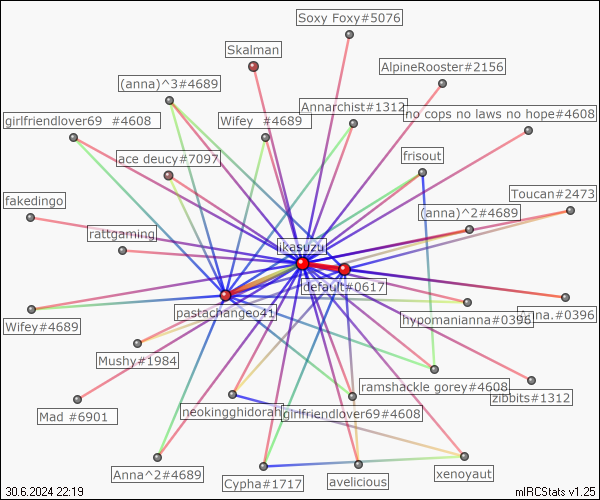 Soxy Foxy#5076
Skalman
AlpineRooster#2156
(anna)^3#4689
Annarchist#1312
no cops no laws no hope#4608
girlfriendlover69 #4608
Wifey #4689
ace deucy#7097
frisout
fakedingo
Toucan#2473
(anna)^2#4689
rattgaming
ikasuzu
default#0617
pastachangeo41
Anna.#0396
hypomanianna#0396
Wifey#4689
Mushy#1984
ramshackle gorey#4608
zibbits#1312
Mad #6901
neokingghidorah
girlfriendlover69#4608
Anna^2#4689
Cypha#1717
avelicious
xenoyaut
30.6.2024 22:19
mIRCStats v1.25